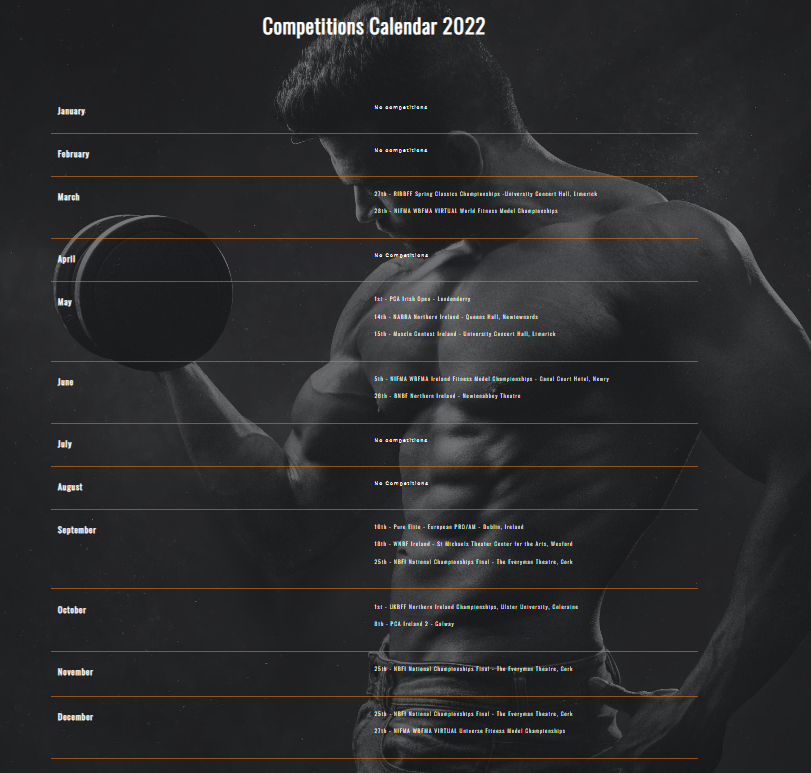 Competitions Calendar 2022
January
No competitions
February
No competitions
March
27th - RIBBFF Spring Classics Championships -University Concert Hall, Limerick
28th - NIFMA WBFMA VIRTUAL World Fitness Model Championships
April
No Competitions
May
1st - PCA Irish Open - Londonderry
14th - NABBA Northern Ireland - Queens Hall, Newtownards
15th - Muscle Contest Ireland - University Concert Hall, Limerick
June
5th - NIFMA WBFMA Ireland Fitness Model Championships - Canal Court Hotel, Newry
26th - BNBF Northern Ireland - Newtonabbey Theatre
July
No competitions
August
No Competitions
September
10th - Pure Elite - European PRO/AM - Dublin, Ireland
18th - WNBF Ireland - St Michaels Theater Center for the Arts, Wexford
25th - NBFI National Championships Final - The Everyman Theatre, Cork
October
1st - UKBFF Northern Ireland Championships, Ulster University, Coleraine
8th - PCA Ireland 2 - Galway
November
25th - NBFI National Championships Final - The Everyman Theatre, Cork
December
25th - NBFI National Championships Final - The Everyman Theatre, Cork
27th - NIFMA WBFMA VIRTUAL Universe Fitness Model Championships